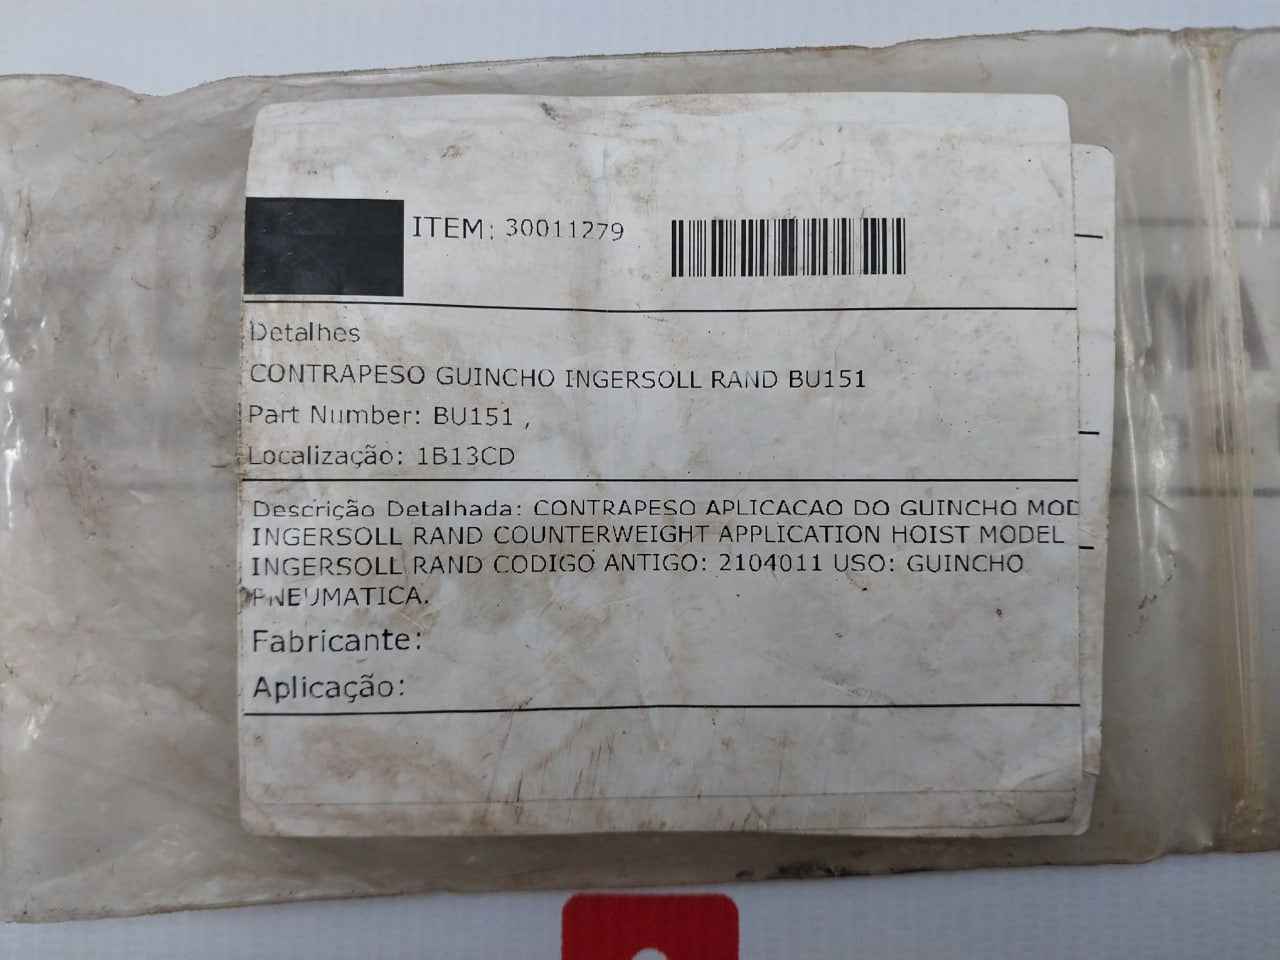 ITEM: 30011279
Detalhes
CONTRAPESO GUINCHO INGERSOLL RAND BU151
Part Number: BU151 ,
Localização: 1B13CD
Descrição Detalhada: CONTRAPESO APLICACAO DO GUINCHO MOD
INGERSOLL RAND COUNTERWEIGHT APPLICATION HOIST MODEL
INGERSOLL RAND CODIGO ANTIGO: 2104011 USO: GUINCHO
PNEUMATICA.
Fabricante:
Aplicação: